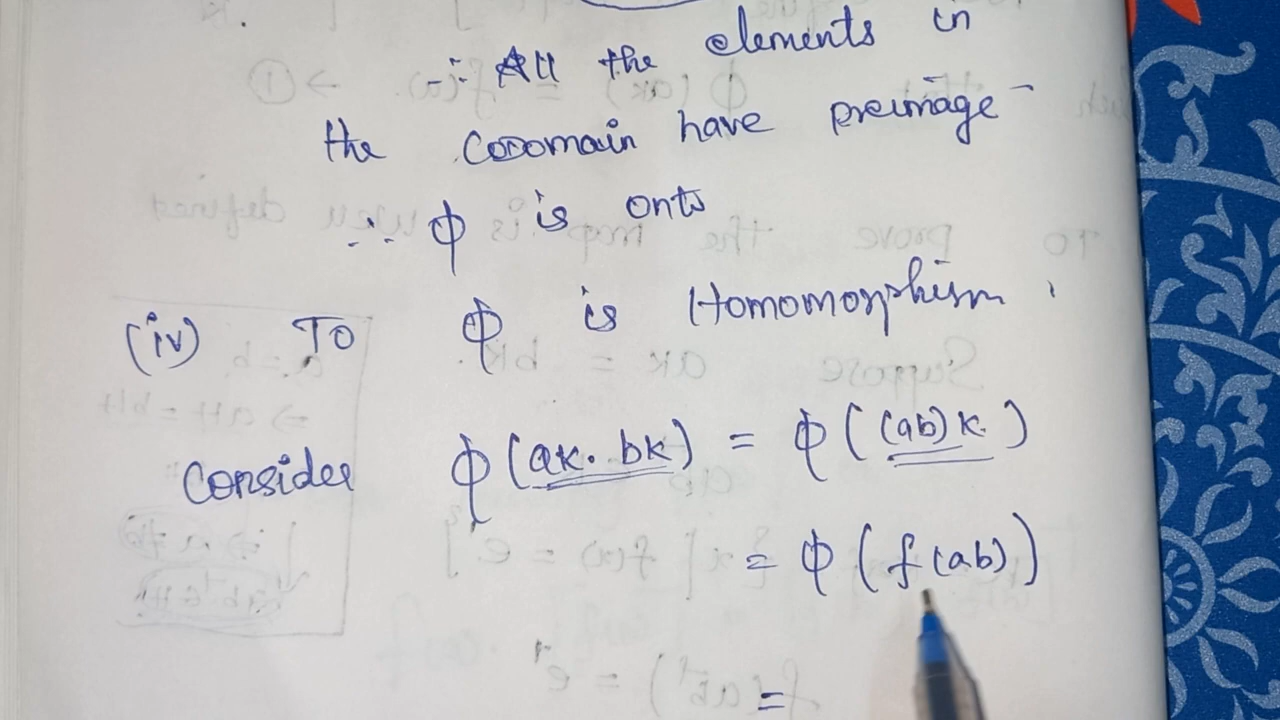 ∴ All the elements in
the codomain have preimage
∴ φ is onto
(iv) To φ is Homomorphism.
Consider φ(ak. bk) = φ((ab)k.)
= φ(f(ab))
=